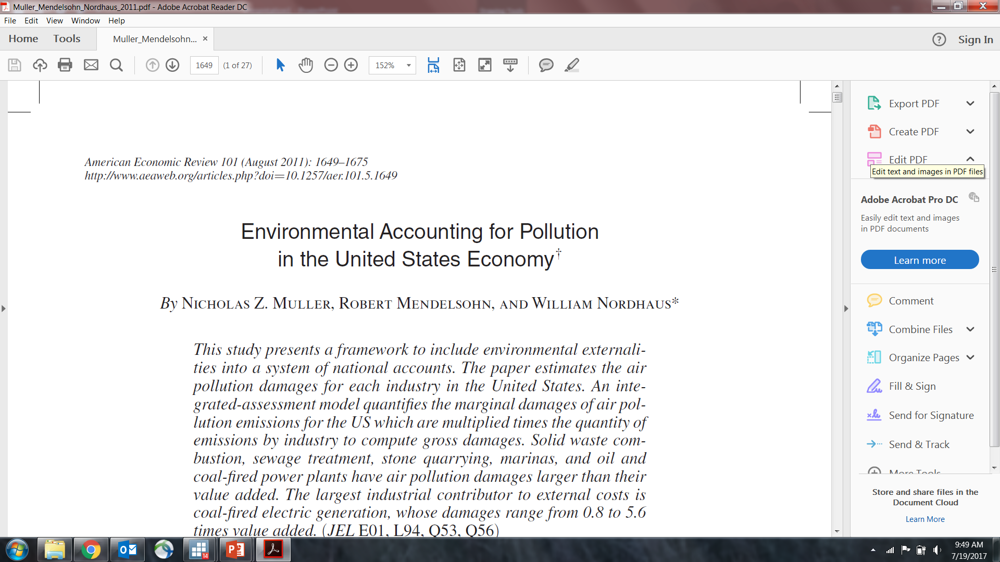 Muller_Mendelsohn_Nordhaus_2011.pdf - Adobe Acrobat Reader DC
File Edit View Window Help
Home Tools Muller_Mendelsohn... × ? Sign In
1649 (1 of 27) 152%
American Economic Review 101 (August 2011): 1649–1675
http://www.aeaweb.org/articles.php?doi=10.1257/aer.101.5.1649
Environmental Accounting for Pollution
in the United States Economy†
By Nicholas Z. Muller, Robert Mendelsohn, and William Nordhaus*
This study presents a framework to include environmental externali-
ties into a system of national accounts. The paper estimates the air
pollution damages for each industry in the United States. An inte-
grated-assessment model quantifies the marginal damages of air pol-
lution emissions for the US which are multiplied times the quantity of
emissions by industry to compute gross damages. Solid waste com-
bustion, sewage treatment, stone quarrying, marinas, and oil and
coal-fired power plants have air pollution damages larger than their
value added. The largest industrial contributor to external costs is
coal-fired electric generation, whose damages range from 0.8 to 5.6
times value added. (JEL E01, L94, Q53, Q56)
Export PDF
Create PDF
Edit PDF
Edit text and images in PDF files
Adobe Acrobat Pro DC
Easily edit text and images
in PDF documents
Learn more
Comment
Combine Files
Organize Pages
Fill & Sign
Send for Signature
Send & Track
More Tools
Store and share files in the
Document Cloud
Learn More
14
9:49 AM
7/19/2017